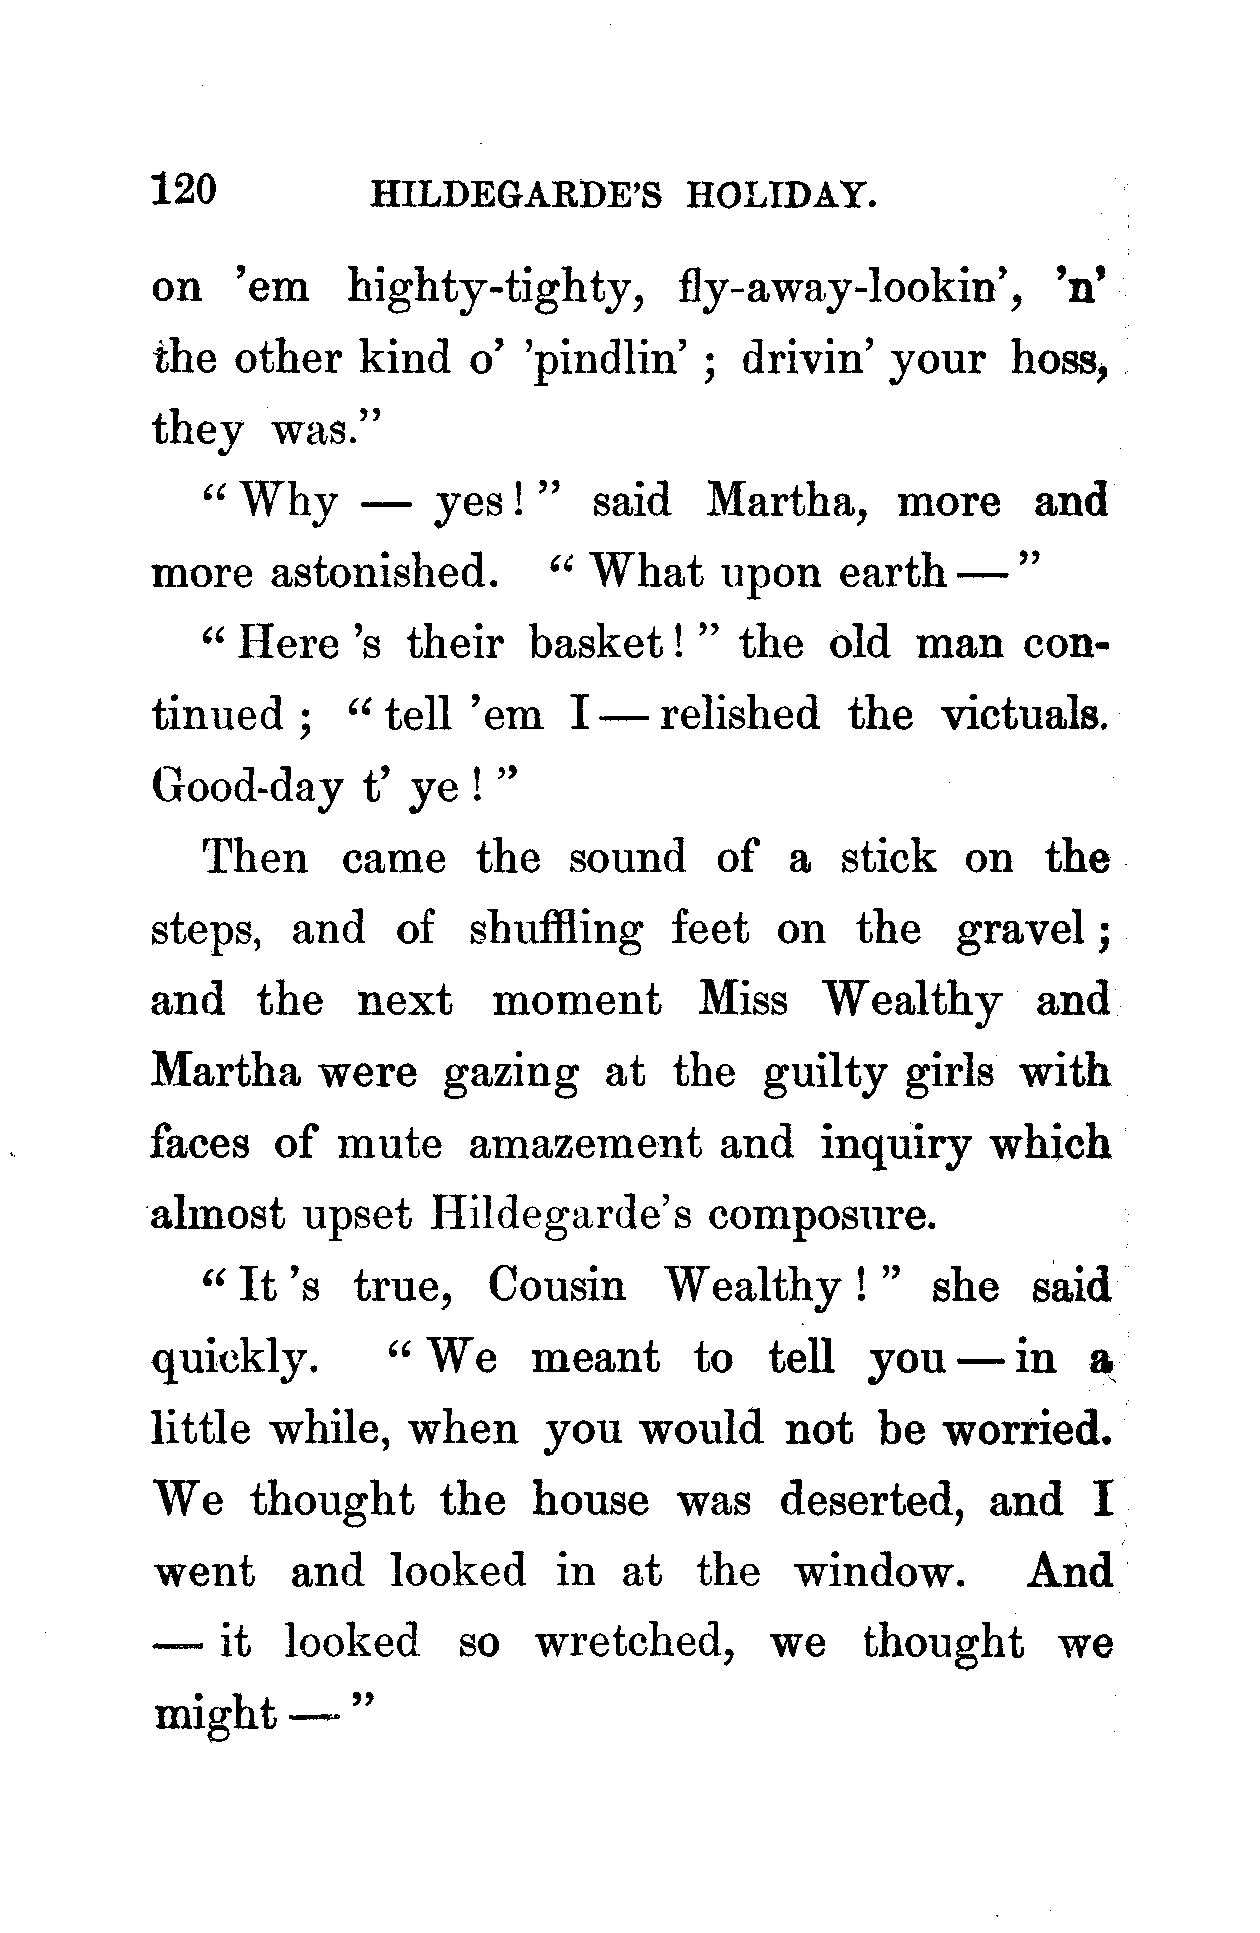 120 HILDEGARDE'S HOLIDAY.
on 'em highty-tighty, fly-away-lookin', 'n'
the other kind o' 'pindlin' ; drivin' your hoss,
they was."
" Why — yes ! " said Martha, more and
more astonished. " What upon earth — "
" Here 's their basket ! " the old man con-
tinued ; " tell 'em I — relished the victuals.
Good-day t' ye ! "
Then came the sound of a stick on the
steps, and of shuffling feet on the gravel ;
and the next moment Miss Wealthy and
Martha were gazing at the guilty girls with
faces of mute amazement and inquiry which
almost upset Hildegarde's composure.
" It 's true, Cousin Wealthy ! " she said
quickly. " We meant to tell you — in a
little while, when you would not be worried.
We thought the house was deserted, and I
went and looked in at the window. And
— it looked so wretched, we thought we
might — "